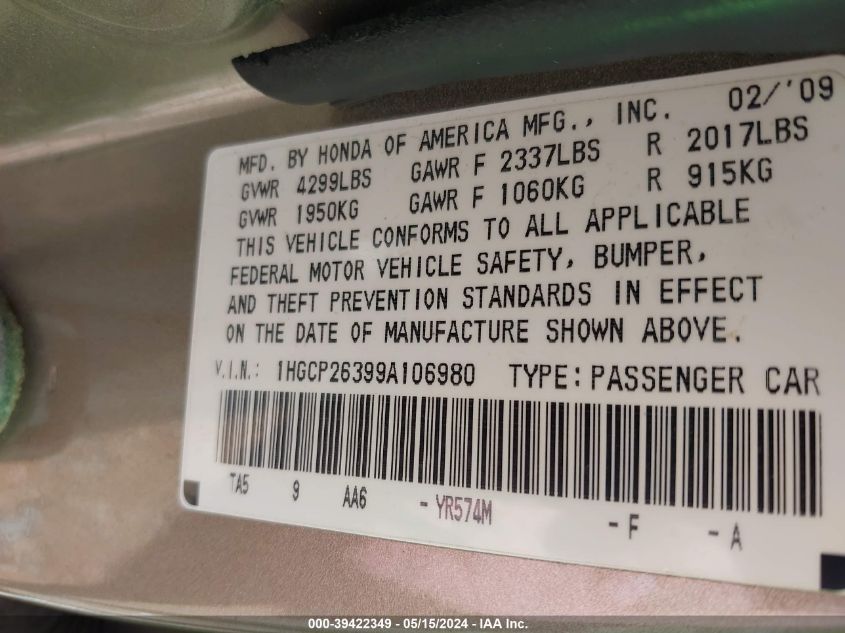 MFD. BY HONDA OF AMERICA MFG., INC. 02/'09
GVWR 4299LBS GAWR F 2337LBS R 2017LBS
GVWR 1950KG GAWR F 1060KG R 915KG
THIS VEHICLE CONFORMS TO ALL APPLICABLE
FEDERAL MOTOR VEHICLE SAFETY, BUMPER,
AND THEFT PREVENTION STANDARDS IN EFFECT
ON THE DATE OF MANUFACTURE SHOWN ABOVE.
V.I.N.: 1HGCP26399A106980 TYPE: PASSENGER CAR
TA5 9 AA6 - YR574M - F - A
000-39422349 - 05/15/2024 - IAA Inc.